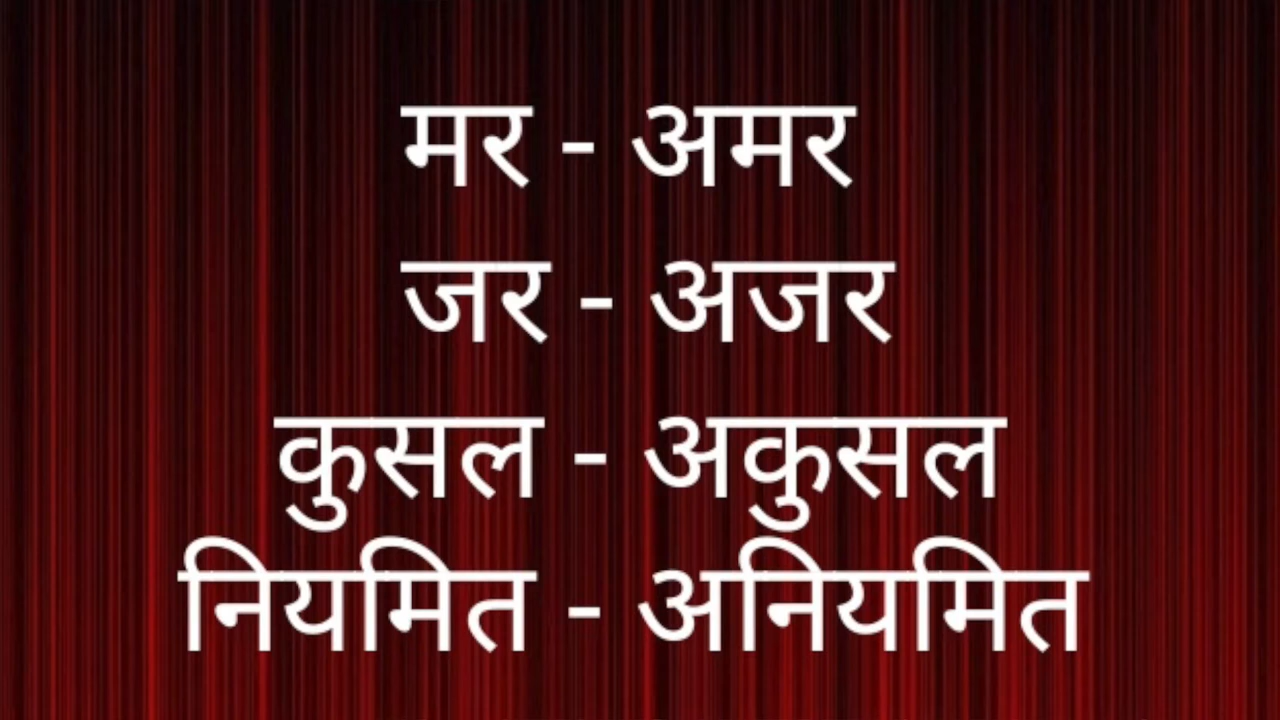 मर - अमर
जर - अजर
कुसल - अकुसल
नियमित - अनियमित